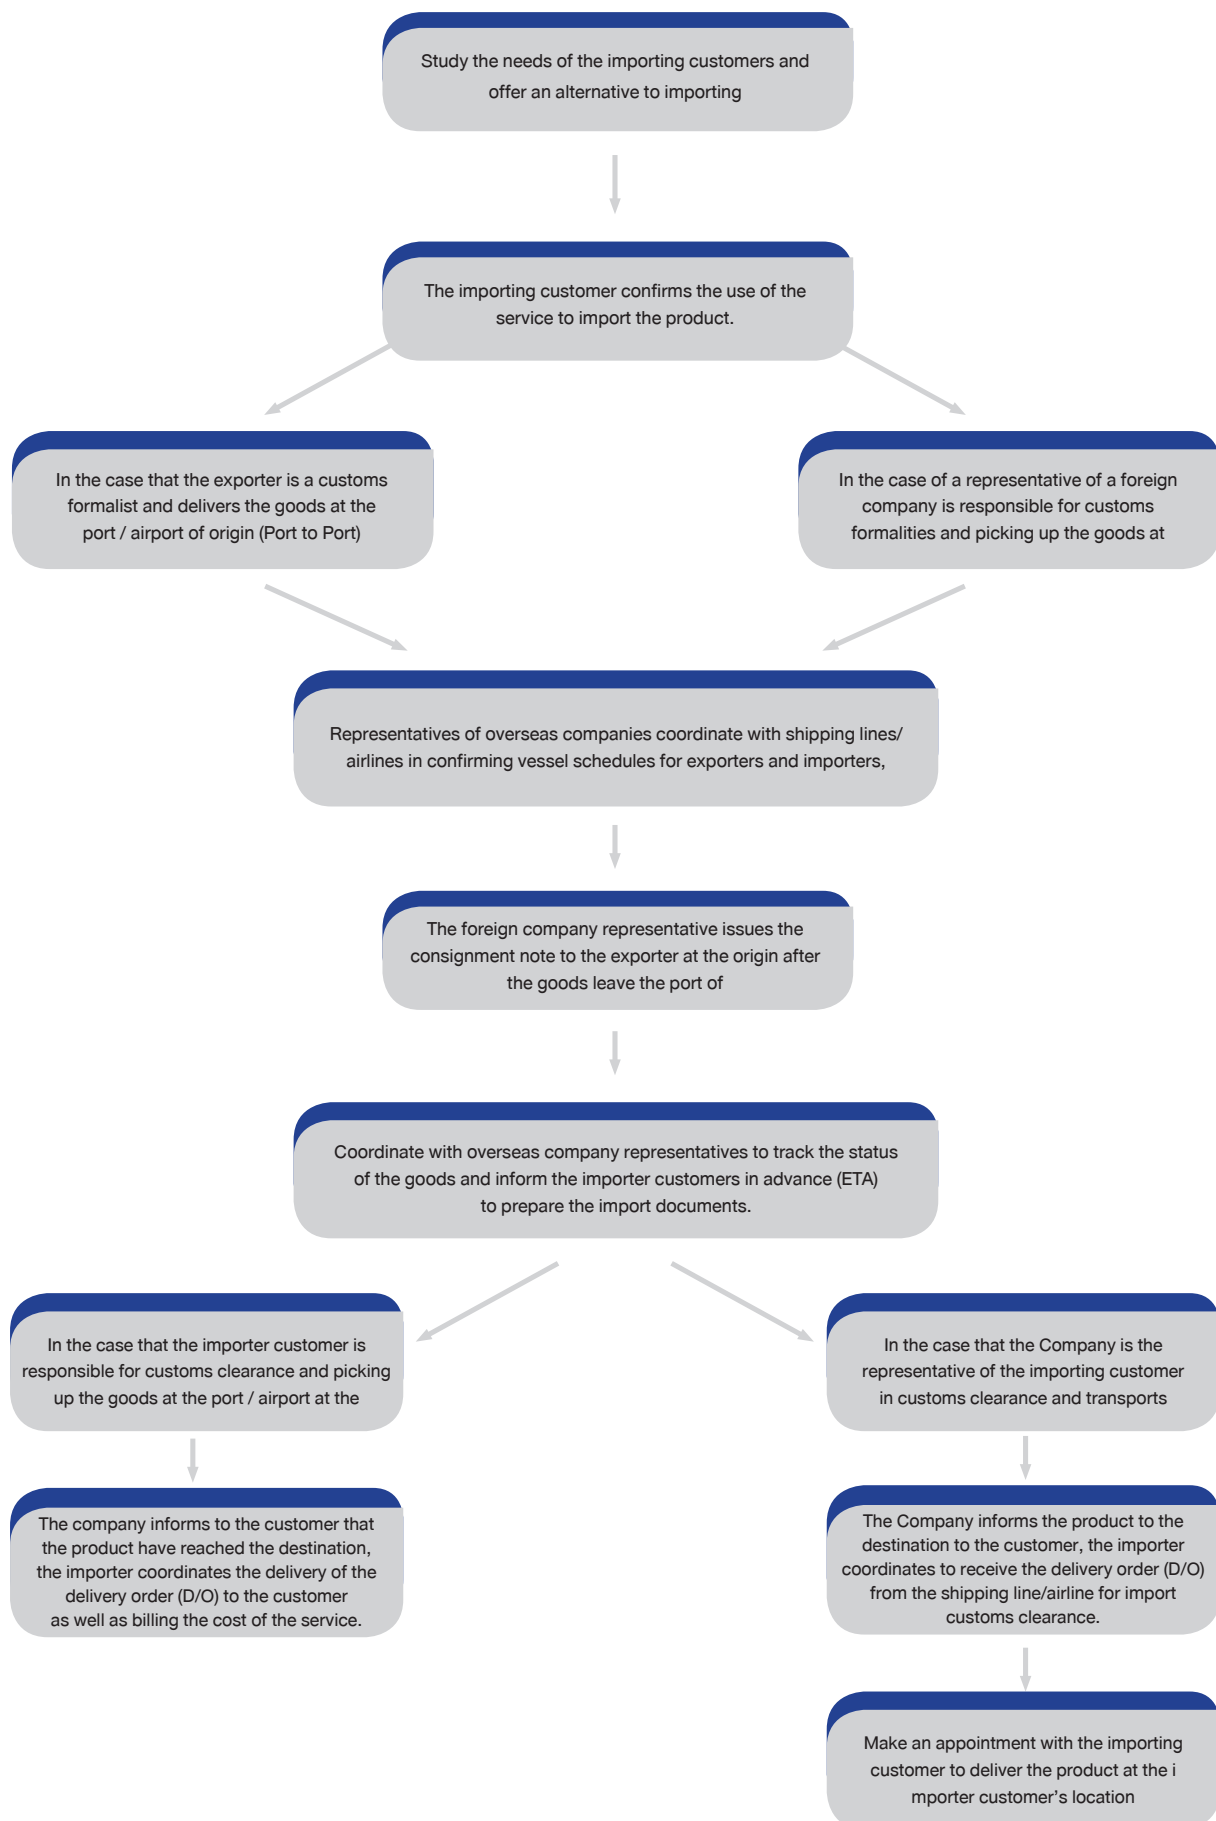 Study the needs of the importing customers and
offer an alternative to importing
The importing customer confirms the use of the
service to import the product.
In the case that the exporter is a customs
formalist and delivers the goods at the
port / airport of origin (Port to Port)
In the case of a representative of a foreign
company is responsible for customs
formalities and picking up the goods at
Representatives of overseas companies coordinate with shipping lines/
airlines in confirming vessel schedules for exporters and importers,
The foreign company representative issues the
consignment note to the exporter at the origin after
the goods leave the port of
Coordinate with overseas company representatives to track the status
of the goods and inform the importer customers in advance (ETA)
to prepare the import documents.
In the case that the importer customer is
responsible for customs clearance and picking
up the goods at the port / airport at the
In the case that the Company is the
representative of the importing customer
in customs clearance and transports
The company informs to the customer that
the product have reached the destination,
the importer coordinates the delivery of the
delivery order (D/O) to the customer
as well as billing the cost of the service.
The Company informs the product to the
destination to the customer, the importer
coordinates to receive the delivery order (D/O)
from the shipping line/airline for import
customs clearance.
Make an appointment with the importing
customer to deliver the product at the i
mporter customer's location